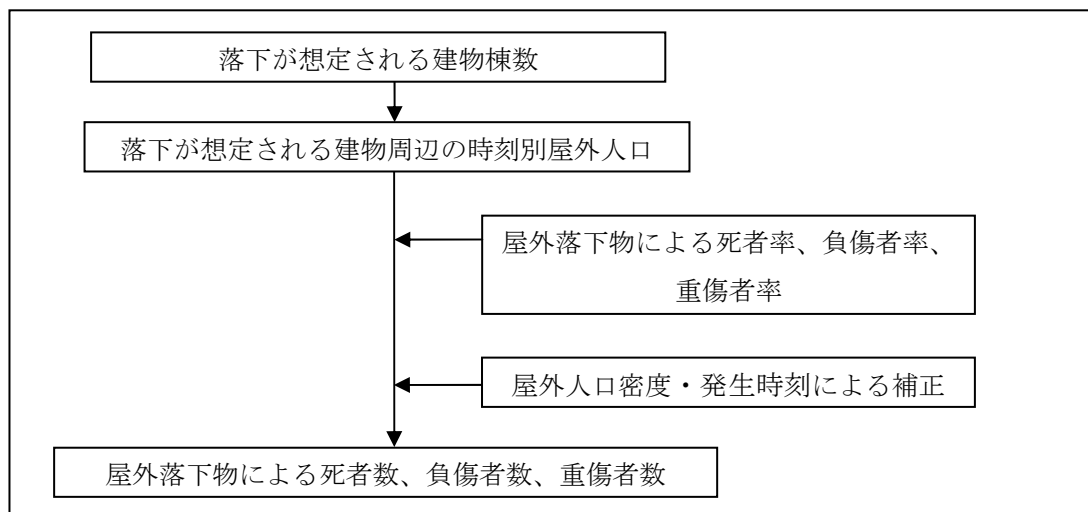 落下が想定される建物棟数
落下が想定される建物周辺の時刻別屋外人口
屋外落下物による死者率、負傷者率、
重傷者率
屋外人口密度・発生時刻による補正
屋外落下物による死者数、負傷者数、重傷者数